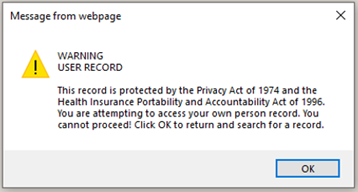 Message from webpage
WARNING
USER RECORD
This record is protected by the Privacy Act of 1974 and the
Health Insurance Portability and Accountability Act of 1996.
You are attempting to access your own person record. You
cannot proceed! Click OK to return and search for a record.
OK